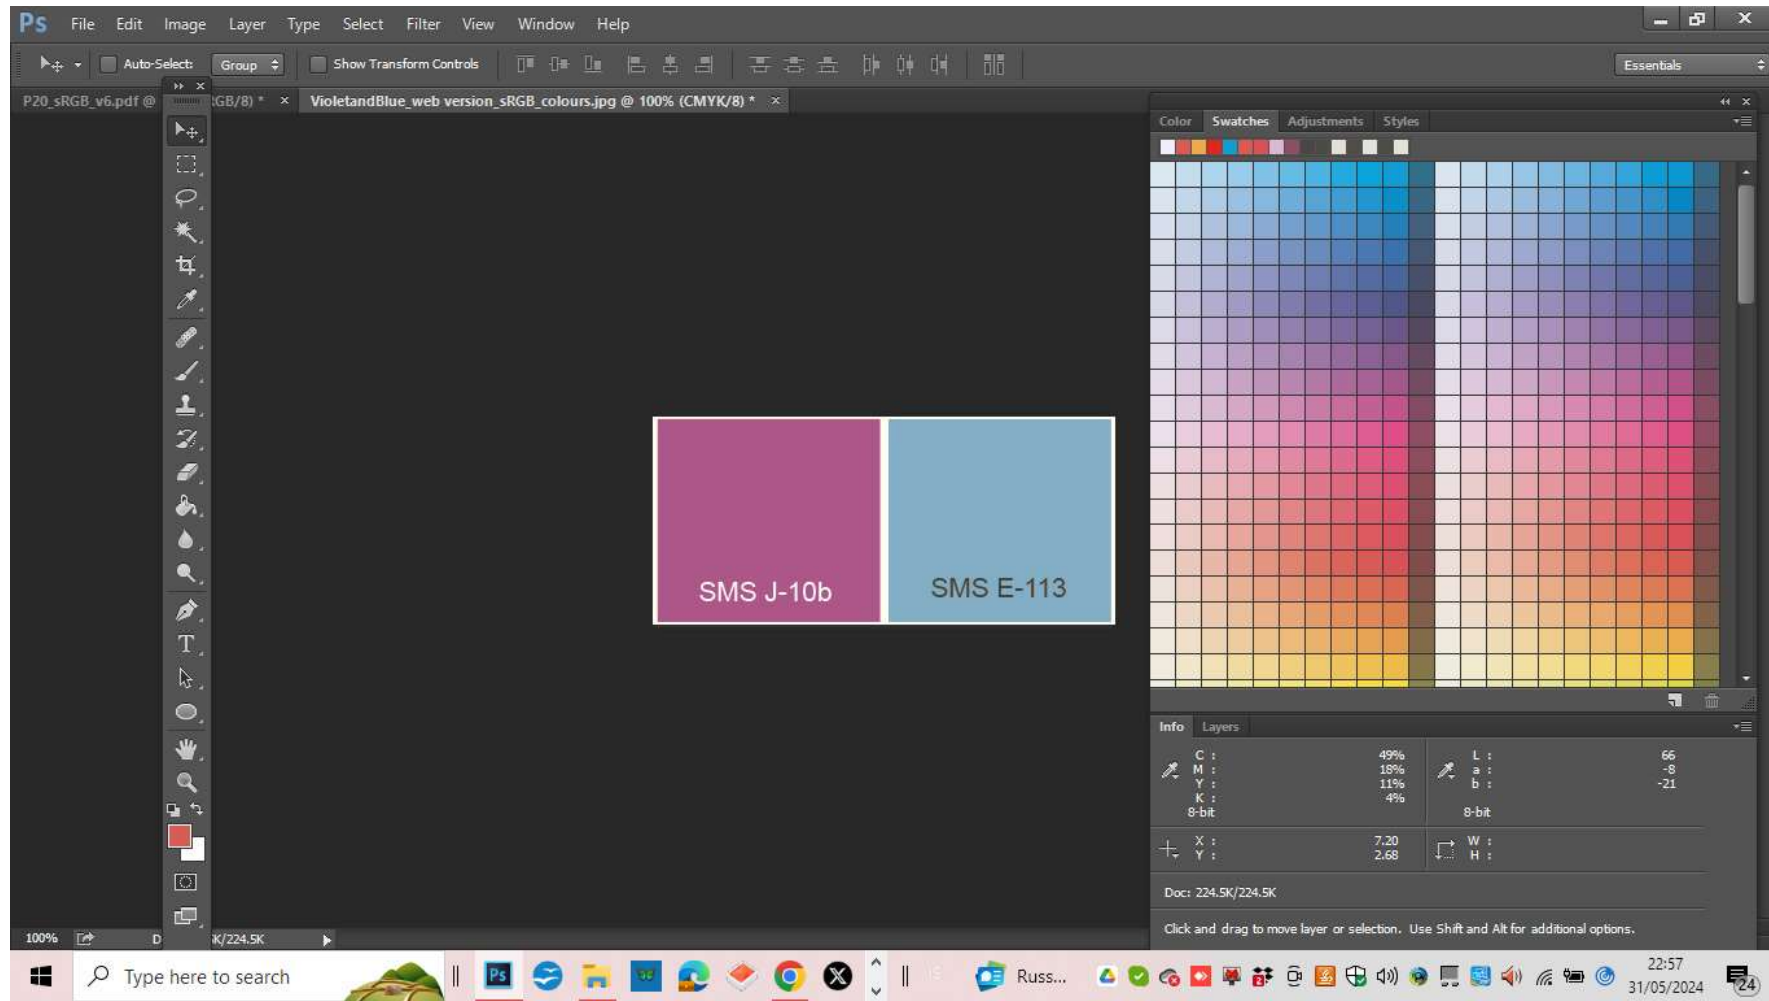 Ps File Edit Image Layer Type Select Filter View Window Help
Auto-Select: Group Show Transform Controls Essentials
P20_sRGB_v6.pdf @ GB/8) * × VioletandBlue_web version_sRGB_colours.jpg @ 100% (CMYK/8) * ×
Color Swatches Adjustments Styles
SMS J-10b
SMS E-113
Info Layers
C : 49% L : 66
M : 18% a : -8
Y : 11% b : -21
K : 4%
8-bit 8-bit
X : 7.20 W :
Y : 2.68 H :
Doc: 224.5K/224.5K
Click and drag to move layer or selection. Use Shift and Alt for additional options.
100% D K/224.5K
Type here to search Ps Russ... 22:57
31/05/2024 24